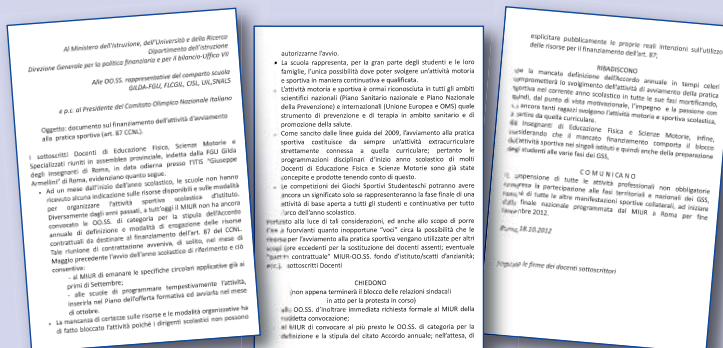 Al Ministero dell'Istruzione, dell'Università e della Ricerca
Dipartimento dell'istruzione
Direzione Generale per la politica finanziaria e per il bilancio-Ufficio VII
Alle OO.SS. rappresentative del comparto scuola
GILDA-FGU, FLCGIL, CISL, UIL,SNALS
e p.c. al Presidente del Comitato Olimpico Nazionale Italiano
Oggetto: documento sul finanziamento dell'attività d'avviamento
alla pratica sportiva (art. 87 CCNL).
I sottoscritti Docenti di Educazione Fisica, Scienze Motorie e
Specializzati riuniti in assemblea provinciale, indetta dalla FGU Gilda
degli Insegnanti di Roma, in data odierna presso l'ITIS "Giuseppe
Armellini" di Roma, evidenziano quanto segue.
• Ad un mese dall'inizio dell'anno scolastico, le scuole non hanno
ricevuto alcuna indicazione sulle risorse disponibili e sulle modalità
per organizzare l'attività sportiva scolastica d'istituto.
Diversamente dagli anni passati, a tutt'oggi il MIUR non ha ancora
convocato le OO.SS. di categoria per la stipula dell'Accordo
annuale di definizione e modalità di erogazione delle risorse
contrattuali da destinare al finanziamento dell'art. 87 del CCNL.
Tale riunione di contrattazione avveniva, di solito, nel mese di
Maggio precedente l'avvio dell'anno scolastico di riferimento e ciò
consentiva:
- al MIUR di emanare le specifiche circolari applicative già ai
primi di Settembre;
- alle scuole di programmare tempestivamente l'attività,
inserirla nel Piano dell'offerta formativa ed avviarla nel mese
di ottobre.
• La mancanza di certezze sulle risorse e le modalità organizzative ha
di fatto bloccato l'attività poiché i dirigenti scolastici non possono
autorizzarne l'avvio.
• La scuola rappresenta, per la gran parte degli studenti e le loro
famiglie, l'unica possibilità dove poter svolgere un'attività motoria
e sportiva in maniera continuativa e qualificata.
L'attività motoria e sportiva è ormai riconosciuta in tutti gli ambiti
scientifici nazionali (Piano Sanitario nazionale e Piano Nazionale
della Prevenzione) e internazionali (Unione Europea e OMS) quale
strumento di prevenzione e di terapia in ambito sanitario e di
promozione della salute.
Come sancito dalle linee guida del 2009, l'avviamento alla pratica
sportiva costituisce da sempre un'attività extracurriculare
strettamente connessa a quella curriculare; pertanto le
programmazioni disciplinari d'inizio anno scolastico di molti
Docenti di Educazione Fisica e Scienze Motorie sono già state
concepite e prodotte tenendo conto di questo.
Le competizioni dei Giochi Sportivi Studenteschi potranno avere
ancora un significato solo se rappresenteranno la fase finale di una
attività di base aperta a tutti gli studenti e continuativa per tutto
l'arco dell'anno scolastico.
alla luce di tali considerazioni, ed anche allo scopo di porre
fine a fuorvianti quanto inopportune "voci" circa la possibilità che le
risorse per l'avviamento alla pratica sportiva vengano utilizzate per altri
scopi (ore eccedenti per la sostituzione dei docenti assenti; eventuale
contrattuale" MIUR-OO.SS. fondo d'istituto/scatti d'anzianità;
sottoscritti Docenti
CHIEDONO
(non appena terminerà il blocco delle relazioni sindacali
in atto per la protesta in corso)
OO.SS. d'inoltrare immediata richiesta formale al MIUR della
suddetta convocazione;
al MIUR di convocare al più presto le OO.SS. di categoria per la
definizione e la stipula del citato Accordo annuale; nell'attesa, di
esplicitare pubblicamente le proprie reali intenzioni sull'utilizzo
delle risorse per il finanziamento dell'art. 87;
RIBADISCONO
che la mancata definizione dell'Accordo annuale in tempi celeri
comprometterà lo svolgimento dell'attività di avviamento della pratica
sportiva nel corrente anno scolastico in tutte le sue fasi mortificando,
quindi, dal punto di vista motivazionale, l'impegno e la passione con
ancora tanti ragazzi svolgono l'attività motoria e sportiva scolastica,
a partire da quella curriculare.
Gli Insegnanti di Educazione Fisica e Scienze Motorie, infine,
considerando che il mancato finanziamento comporta il blocco
dell'attività sportiva nei singoli istituti e quindi anche della preparazione
degli studenti alle varie fasi dei GSS,
COMUNICANO
sospensione di tutte le attività professionali non obbligatorie
compresa la partecipazione alle fasi territoriali e nazionali dei GSS,
di tutte le altre manifestazioni sportive collaterali, ad iniziare
dalla finale nazionale programmata dal MIUR a Roma per fine
novembre 2012.
Roma, 18.10.2012
seguono le firme dei docenti sottoscrittori